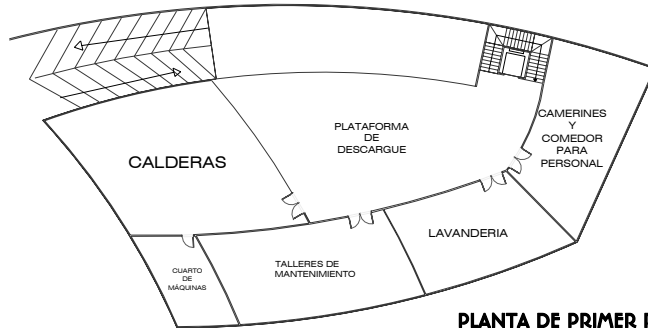 PLATAFORMA
DE
DESCARGUE
CAMERINES
Y
COMEDOR
PARA
PERSONAL
CALDERAS
LAVANDERIA
CUARTO
DE
MÁQUINAS
TALLERES DE
MANTENIMIENTO
PLANTA DE PRIMER